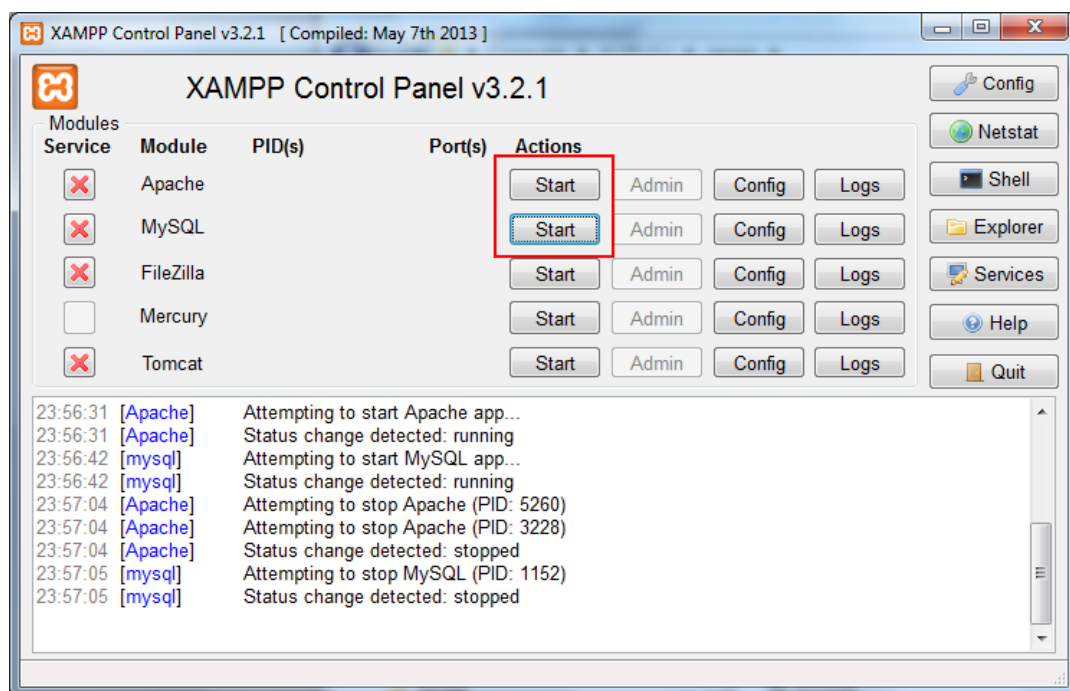 XAMPP Control Panel v3.2.1 [ Compiled: May 7th 2013 ]
XAMPP Control Panel v3.2.1
Config
Modules
Netstat
Service Module PID(s) Port(s) Actions
Apache Start Admin Config Logs
Shell
MySQL Start Admin Config Logs
Explorer
FileZilla Start Admin Config Logs
Services
Mercury Start Admin Config Logs
Help
Tomcat Start Admin Config Logs
Quit
23:56:31 [Apache] Attempting to start Apache app...
23:56:31 [Apache] Status change detected: running
23:56:42 [mysql] Attempting to start MySQL app...
23:56:42 [mysql] Status change detected: running
23:57:04 [Apache] Attempting to stop Apache (PID: 5260)
23:57:04 [Apache] Attempting to stop Apache (PID: 3228)
23:57:04 [Apache] Status change detected: stopped
23:57:05 [mysql] Attempting to stop MySQL (PID: 1152)
23:57:05 [mysql] Status change detected: stopped